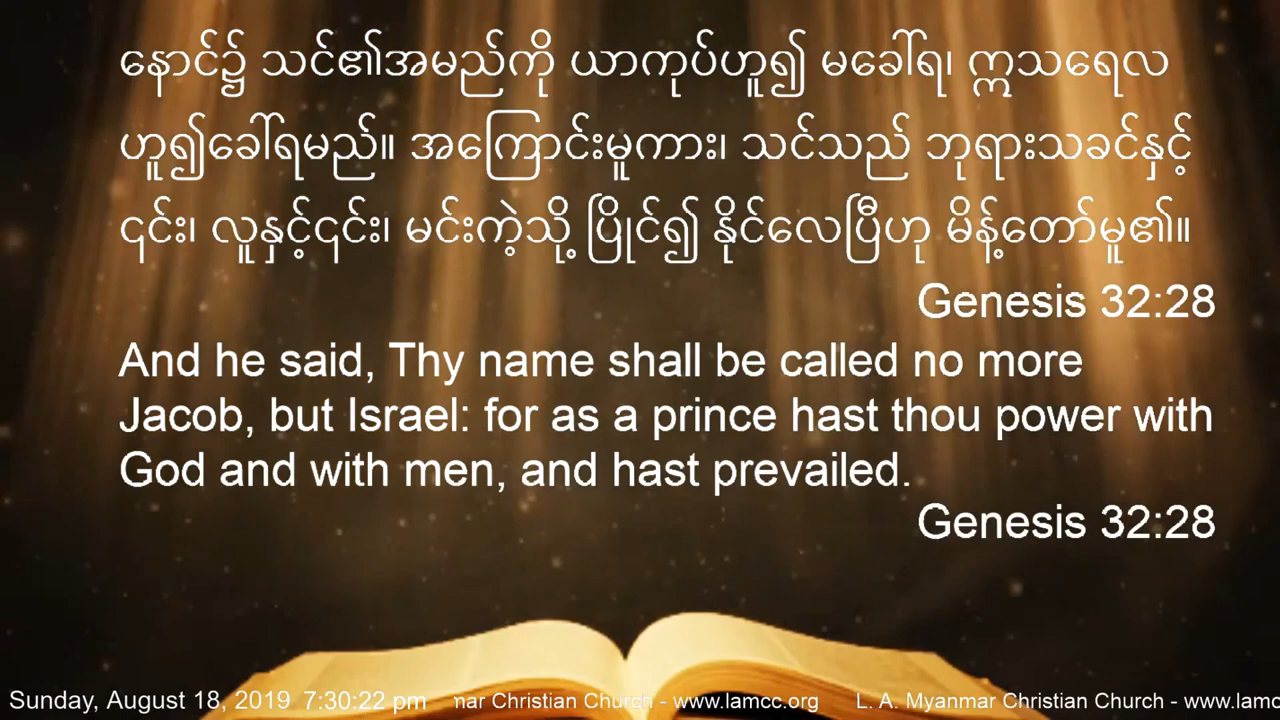 နောင်၌ သင်၏အမည်ကို ယာကုပ်ဟူ၍ မခေါ်ရ၊ ဣသရေလ
ဟူ၍ခေါ်ရမည်။ အကြောင်းမူကား၊ သင်သည် ဘုရားသခင်နှင့်
၎င်း၊ လူနှင့်၎င်း၊ မင်းကဲ့သို့ ပြိုင်၍ နိုင်လေပြီဟု မိန့်တော်မူ၏။
Genesis 32:28
And he said, Thy name shall be called no more
Jacob, but Israel: for as a prince hast thou power with
God and with men, and hast prevailed.
Genesis 32:28
Sunday, August 18, 2019 7:30:22 pm nar Christian Church - www.lamcc.org L. A. Myanmar Christian Church - www.lamc